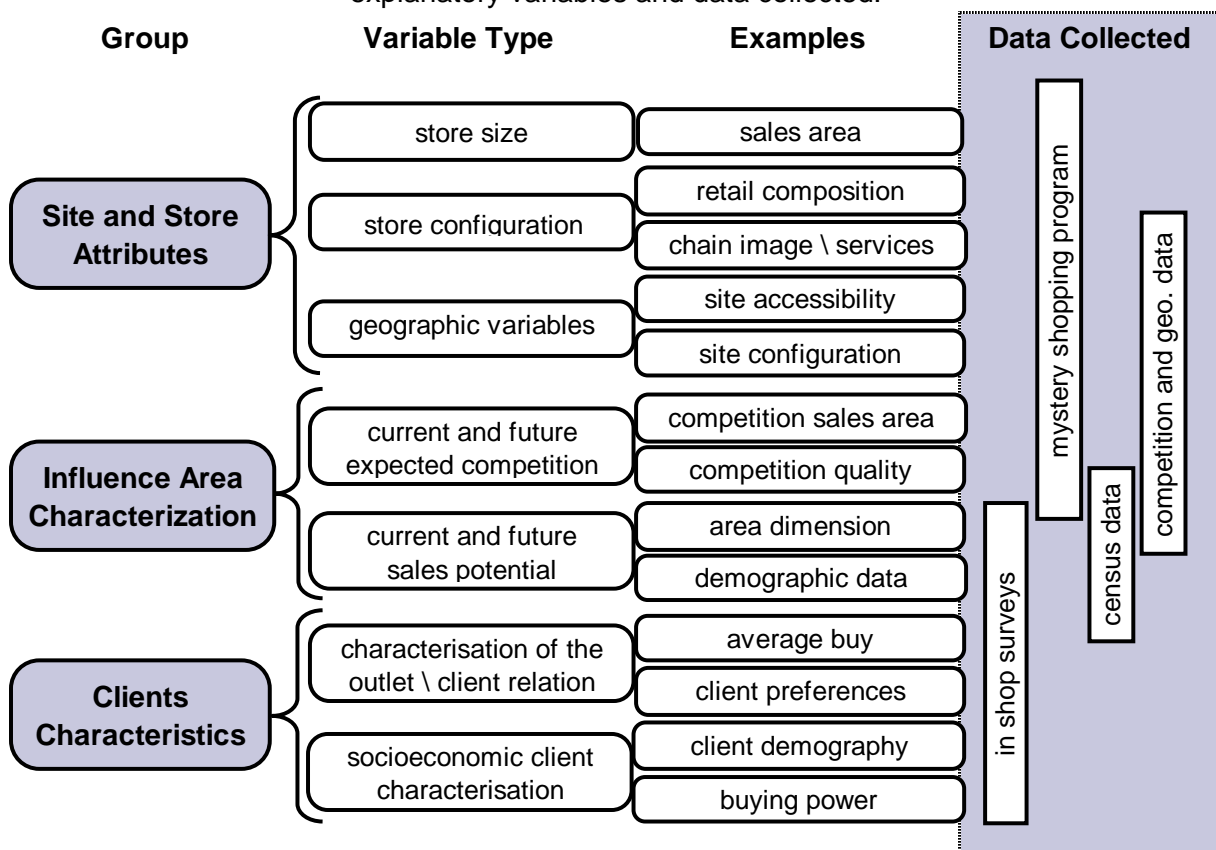 explanatory variables and data collected.
Group
Variable Type
Examples
Data Collected
Site and Store
Attributes
store size
sales area
store configuration
retail composition
chain image \ services
geographic variables
site accessibility
site configuration
Influence Area
Characterization
current and future
expected competition
competition sales area
competition quality
current and future
sales potential
area dimension
demographic data
Clients
Characteristics
characterisation of the
outlet \ client relation
average buy
client preferences
socioeconomic client
characterisation
client demography
buying power
in shop surveys
mystery shopping program
census data
competition and geo. data